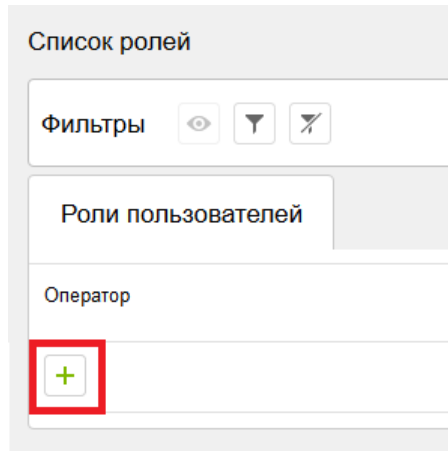 Список ролей
Фильтры
Роли пользователей
Оператор